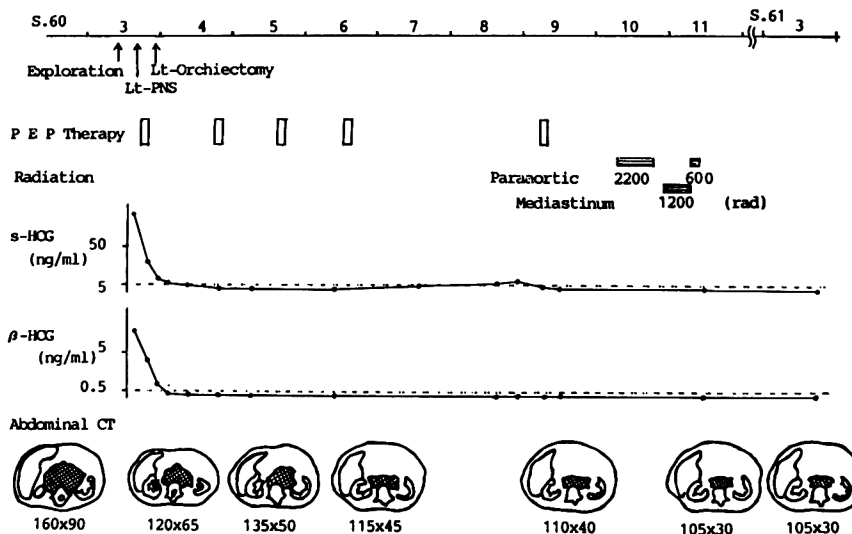 S.60 3 4 5 6 7 8 9 10 11 S.61 3
Exploration Lt-Orchiectomy
Lt-PNS
P E P Therapy
Radiation Paraaortic 2200 600
Mediastinum 1200 (rad)
s-HCG
(ng/ml)
50
5
β-HCG
(ng/ml)
5
0.5
Abdominal CT
160x90 120x65 135x50 115x45 110x40 105x30 105x30